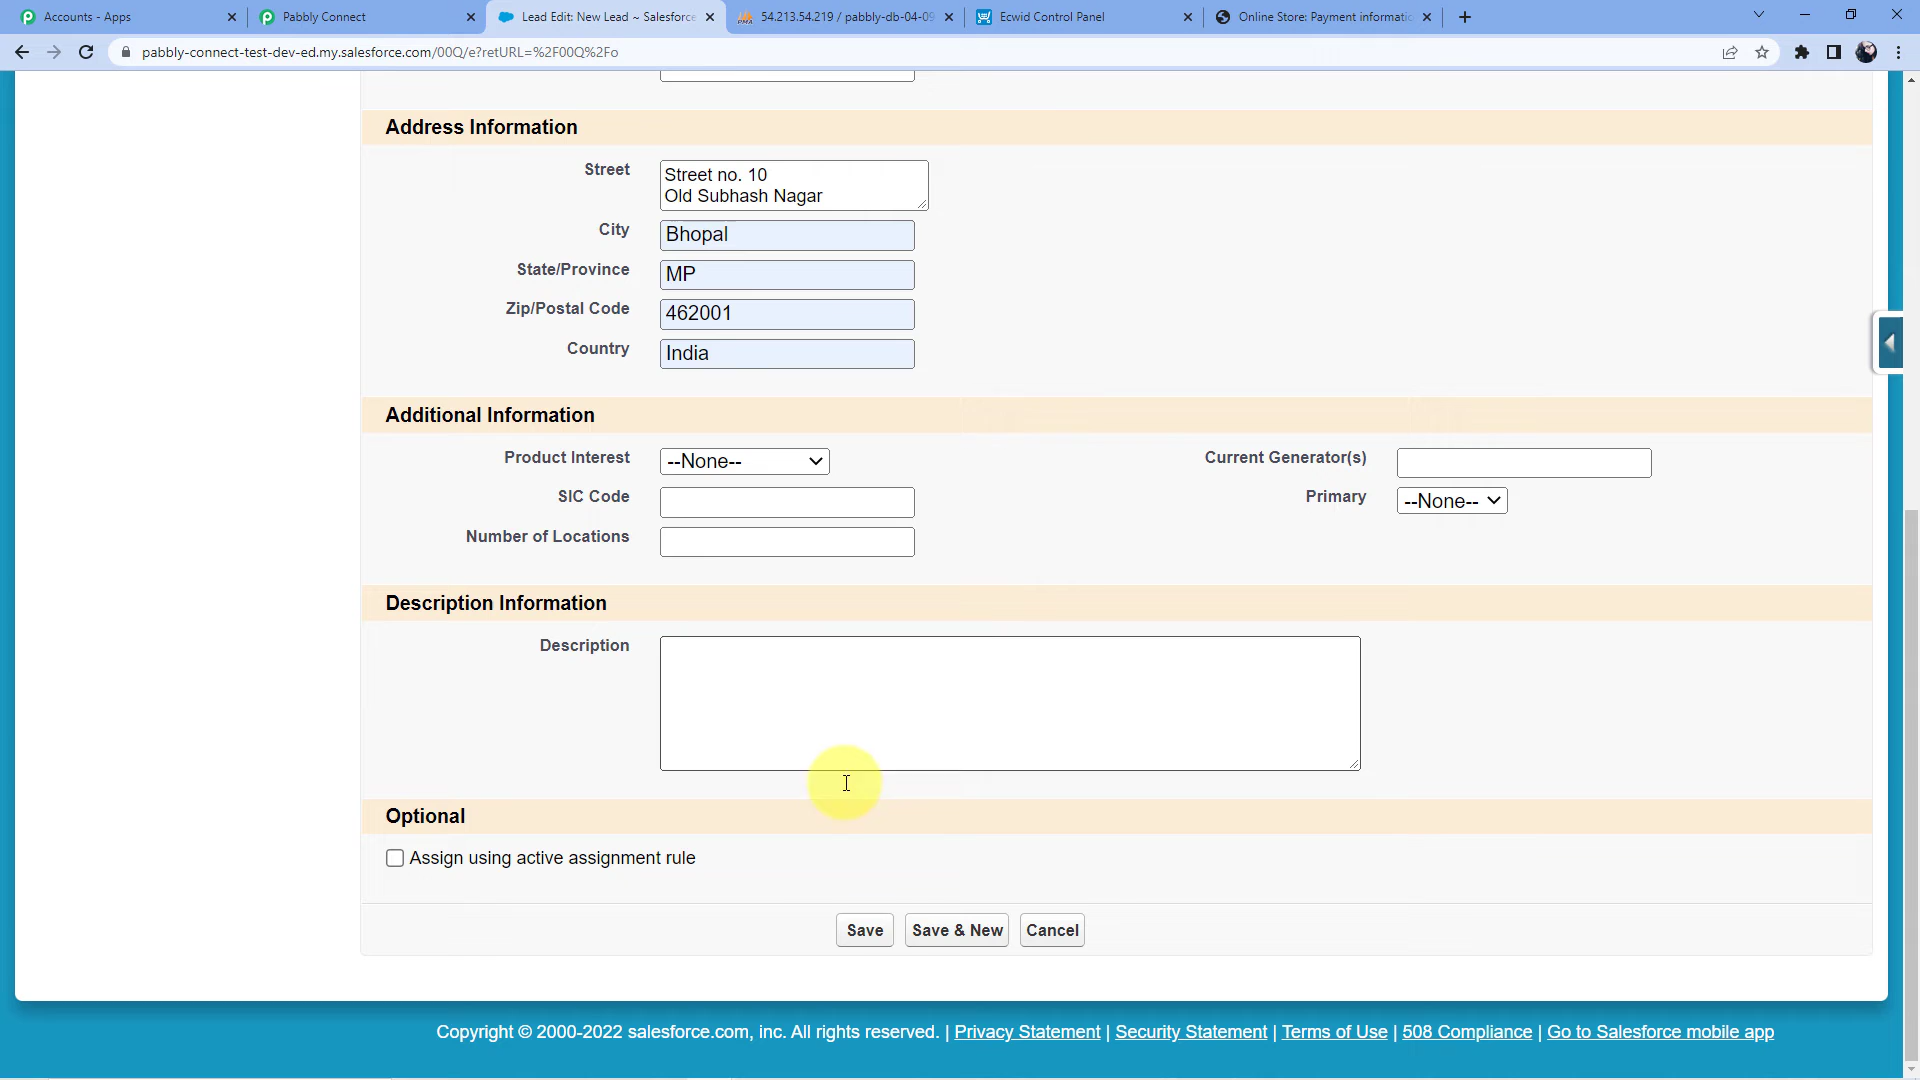 Accounts - Apps
Pabbly Connect
Lead Edit: New Lead ~ Salesforce
54.213.54.219 / pabbly-db-04-09
Ecwid Control Panel
Online Store: Payment informatic
pabbly-connect-test-dev-ed.my.salesforce.com/00Q/e?retURL=%2F00Q%2Fo
Address Information
Street
Street no. 10
Old Subhash Nagar
City
Bhopal
State/Province
MP
Zip/Postal Code
462001
Country
India
Additional Information
Product Interest
--None--
Current Generator(s)
SIC Code
Primary
--None--
Number of Locations
Description Information
Description
Optional
Assign using active assignment rule
Save
Save & New
Cancel
Copyright © 2000-2022 salesforce.com, inc. All rights reserved. | Privacy Statement | Security Statement | Terms of Use | 508 Compliance | Go to Salesforce mobile app